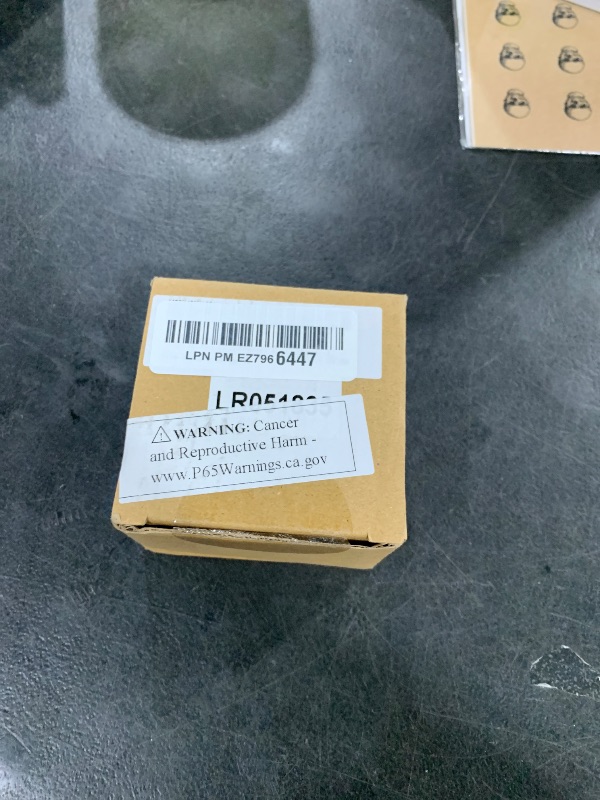 LPN PM EZ796 6447
⚠ WARNING: Cancer
and Reproductive Harm -
www.P65Warnings.ca.gov